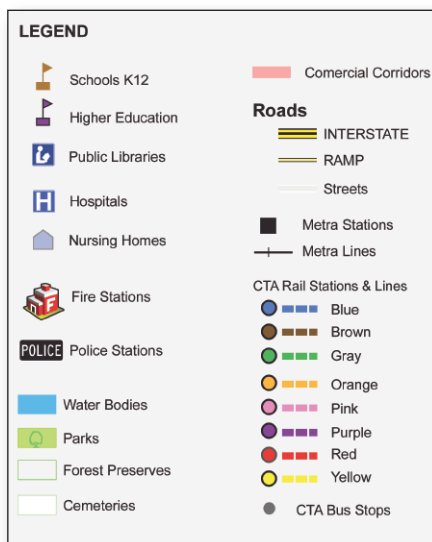 LEGEND
Schools K12
Higher Education
Public Libraries
H
Hospitals
Nursing Homes
F
Fire Stations
POLICE
Police Stations
Water Bodies
Parks
Forest Preserves
Cemeteries
Comercial Corridors
Roads
INTERSTATE
RAMP
Streets
Metra Stations
Metra Lines
CTA Rail Stations & Lines
Blue
Brown
Gray
Orange
Pink
Purple
Red
Yellow
CTA Bus Stops